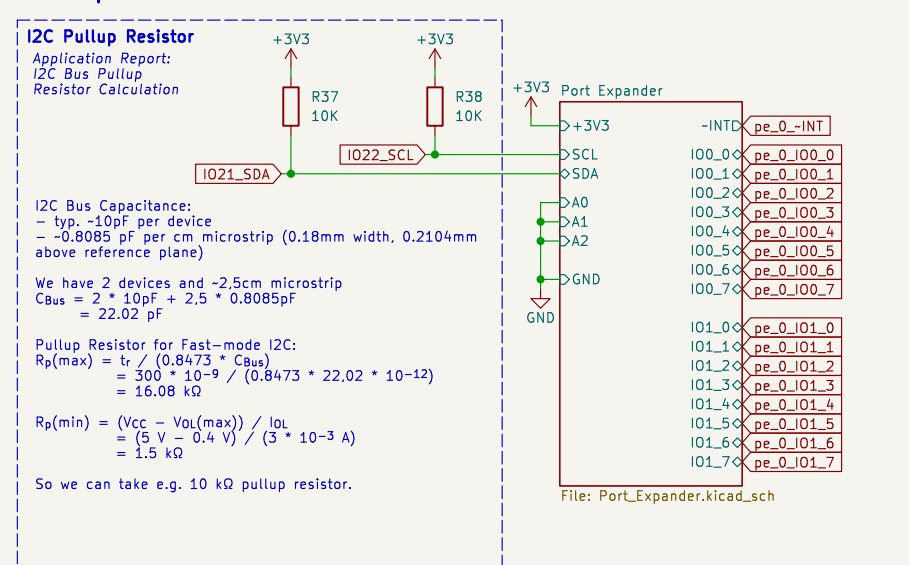 I2C Pullup Resistor
Application Report:
I2C Bus Pullup
Resistor Calculation
+3V3
R37
10K
+3V3
R38
10K
IO22_SCL
IO21_SDA
I2C Bus Capacitance:
– typ. ~10pF per device
– ~0.8085 pF per cm microstrip (0.18mm width, 0.2104mm
above reference plane)
We have 2 devices and ~2,5cm microstrip
CBus = 2 * 10pF + 2,5 * 0.8085pF
= 22.02 pF
Pullup Resistor for Fast-mode I2C:
Rp(max) = tr / (0.8473 * CBus)
= 300 * 10⁻⁹ / (0.8473 * 22,02 * 10⁻¹²)
= 16.08 kΩ
Rp(min) = (VCC – VOL(max)) / IOL
= (5 V – 0.4 V) / (3 * 10⁻³ A)
= 1.5 kΩ
So we can take e.g. 10 kΩ pullup resistor.
+3V3
Port Expander
+3V3
SCL
SDA
A0
A1
A2
GND
GND
~INT
pe_0_~INT
IO0_0 pe_0_IO0_0
IO0_1 pe_0_IO0_1
IO0_2 pe_0_IO0_2
IO0_3 pe_0_IO0_3
IO0_4 pe_0_IO0_4
IO0_5 pe_0_IO0_5
IO0_6 pe_0_IO0_6
IO0_7 pe_0_IO0_7
IO1_0 pe_0_IO1_0
IO1_1 pe_0_IO1_1
IO1_2 pe_0_IO1_2
IO1_3 pe_0_IO1_3
IO1_4 pe_0_IO1_4
IO1_5 pe_0_IO1_5
IO1_6 pe_0_IO1_6
IO1_7 pe_0_IO1_7
File: Port_Expander.kicad_sch